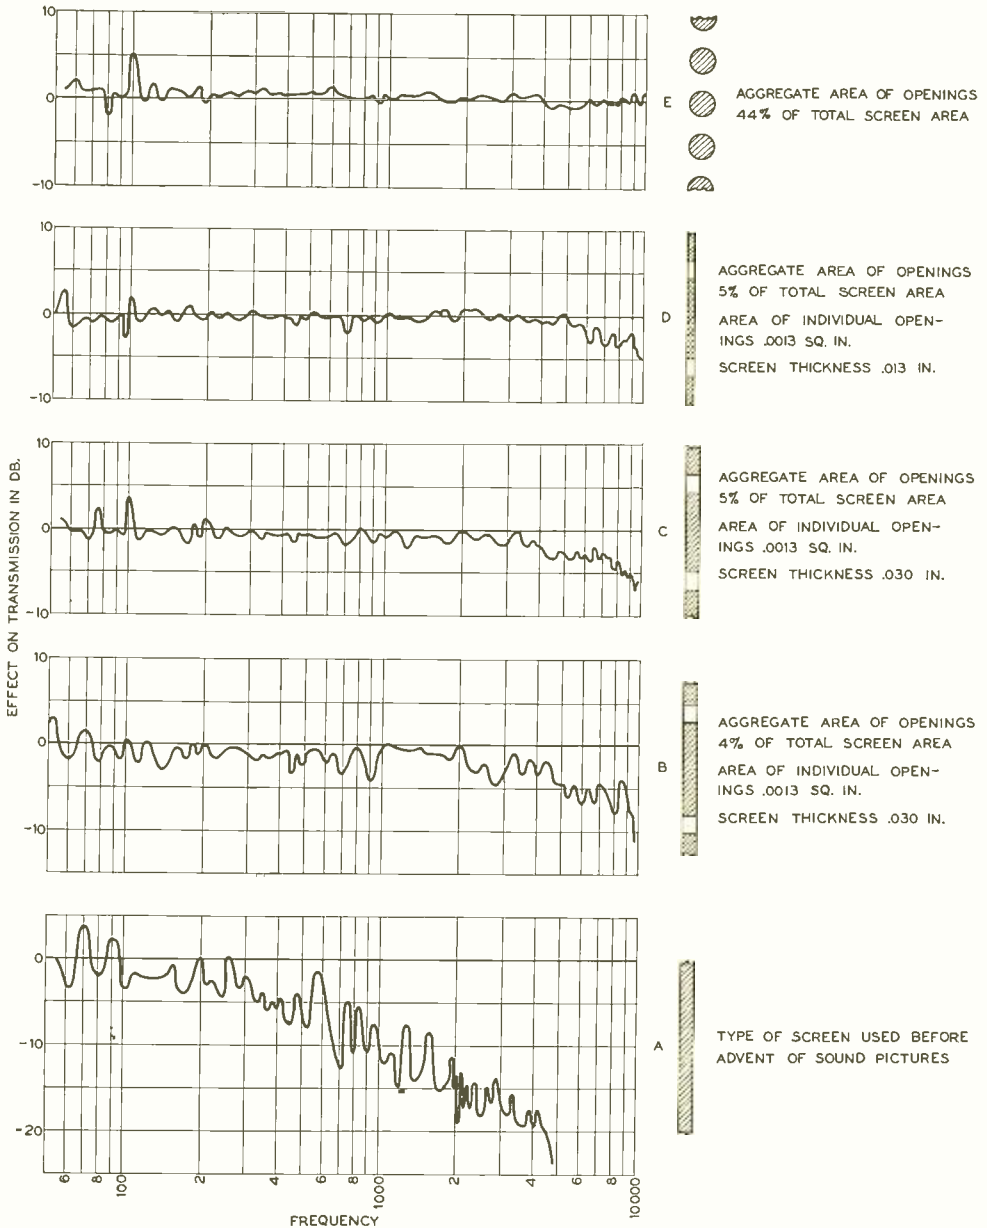 EFFECT ON TRANSMISSION IN DB.
10
0
-10
E
AGGREGATE AREA OF OPENINGS
44% OF TOTAL SCREEN AREA
10
0
-10
D
AGGREGATE AREA OF OPENINGS
5% OF TOTAL SCREEN AREA
AREA OF INDIVIDUAL OPEN-
INGS .0013 SQ. IN.
SCREEN THICKNESS .013 IN.
10
0
-10
C
AGGREGATE AREA OF OPENINGS
5% OF TOTAL SCREEN AREA
AREA OF INDIVIDUAL OPEN-
INGS .0013 SQ. IN.
SCREEN THICKNESS .030 IN.
10
0
-10
B
AGGREGATE AREA OF OPENINGS
4% OF TOTAL SCREEN AREA
AREA OF INDIVIDUAL OPEN-
INGS .0013 SQ. IN.
SCREEN THICKNESS .030 IN.
0
-10
-20
A
TYPE OF SCREEN USED BEFORE
ADVENT OF SOUND PICTURES
6 8 100 2 4 6 8 1000 2 4 6 8 10000
FREQUENCY